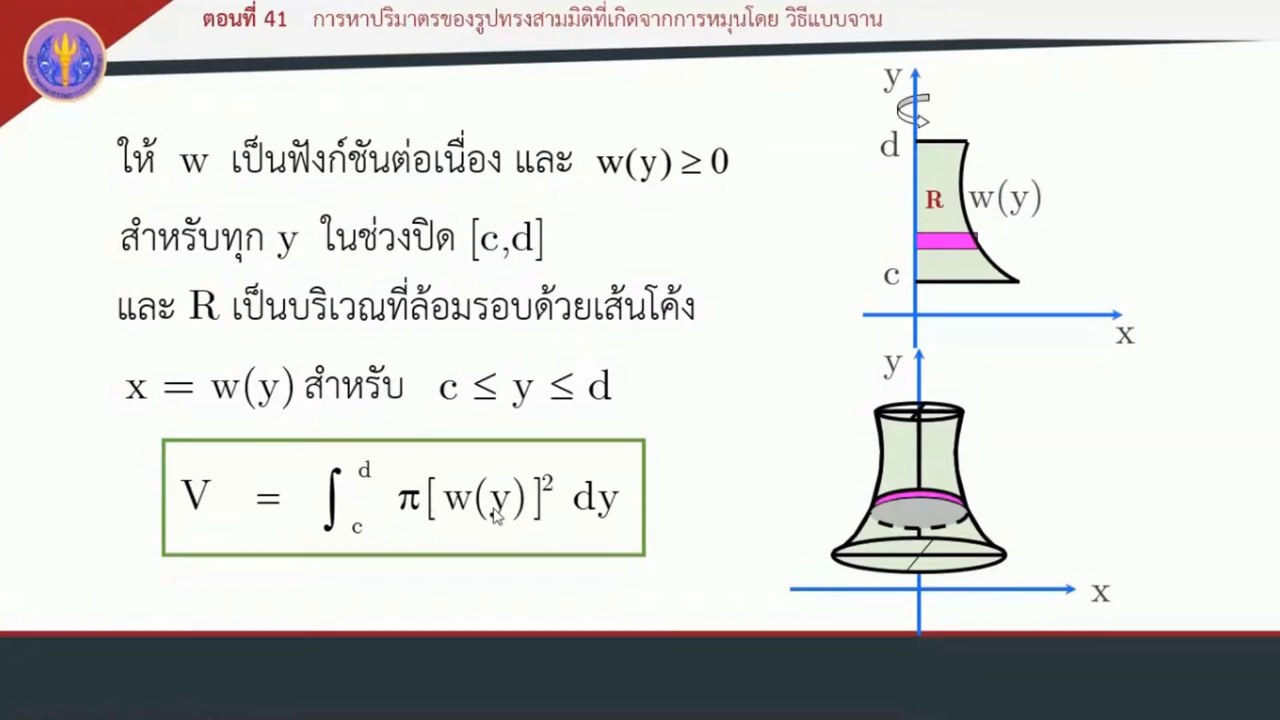 ตอนที่ 41 การหาปริมาตรของรูปทรงสามมิติที่เกิดจากการหมุนโดย วิธีแบบจาน
ให้ w เป็นฟังก์ชันต่อเนื่อง และ w(y) ≥ 0
สำหรับทุก y ในช่วงปิด [c,d]
และ R เป็นบริเวณที่ล้อมรอบด้วยเส้นโค้ง
x = w(y) สำหรับ c ≤ y ≤ d
V = ∫_c^d π[w(y)]² dy
y
d
R w(y)
c
x
y
x